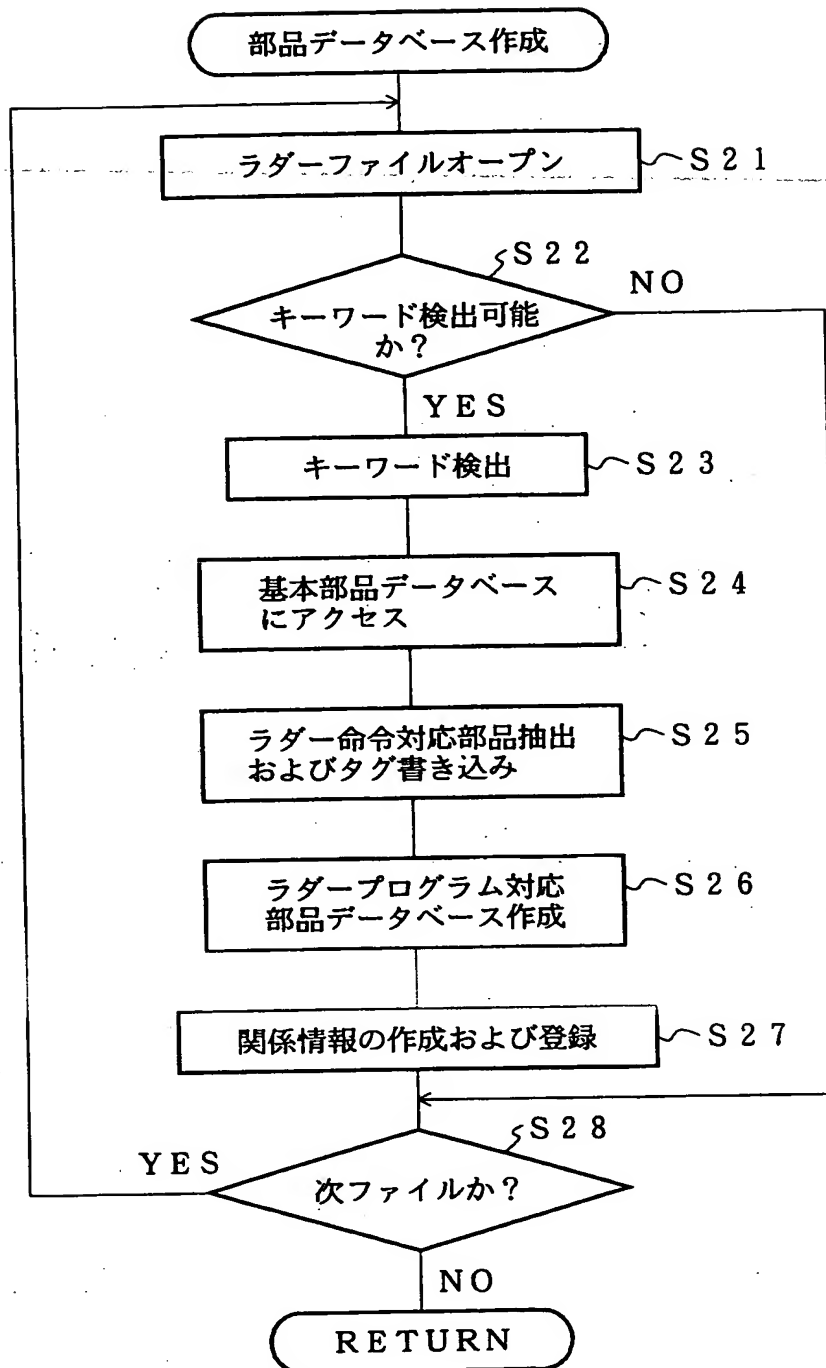 部品データベース作成
ラダーファイルオープン
S21
S22
キーワード検出可能
か？
NO
YES
キーワード検出
S23
基本部品データベース
にアクセス
S24
ラダー命令対応部品抽出
およびタグ書き込み
S25
ラダープログラム対応
部品データベース作成
S26
関係情報の作成および登録
S27
S28
YES
次ファイルか？
NO
RETURN